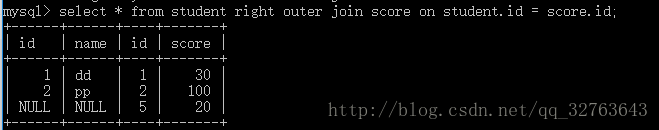 mysql> select * from student right outer join score on student.id = score.id;
+------+------+----+-------+
| id | name | id | score |
+------+------+----+-------+
| 1 | dd | 1 | 30 |
| 2 | pp | 2 | 100 |
| NULL | NULL | 5 | 20 |
+------+------+----+-------+
http://blog.csdn.net/qq_32763643